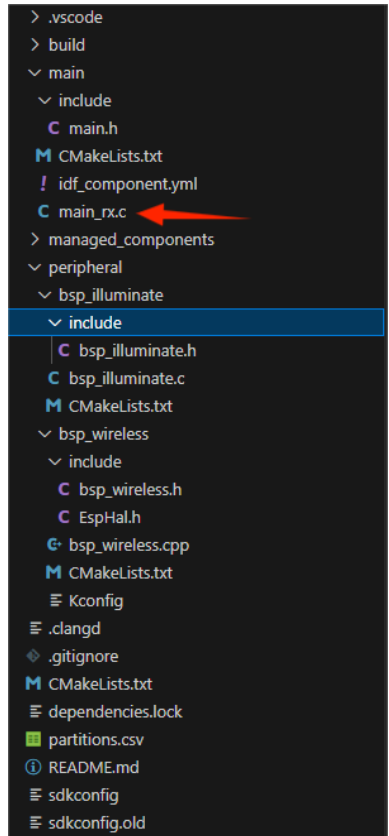 .vscode
build
main
include
C main.h
M CMakeLists.txt
! idf_component.yml
C main_rx.c
managed_components
peripheral
bsp_illuminate
include
C bsp_illuminate.h
C bsp_illuminate.c
M CMakeLists.txt
bsp_wireless
include
C bsp_wireless.h
C EspHal.h
bsp_wireless.cpp
M CMakeLists.txt
Kconfig
.clangd
.gitignore
M CMakeLists.txt
dependencies.lock
partitions.csv
README.md
sdkconfig
sdkconfig.old